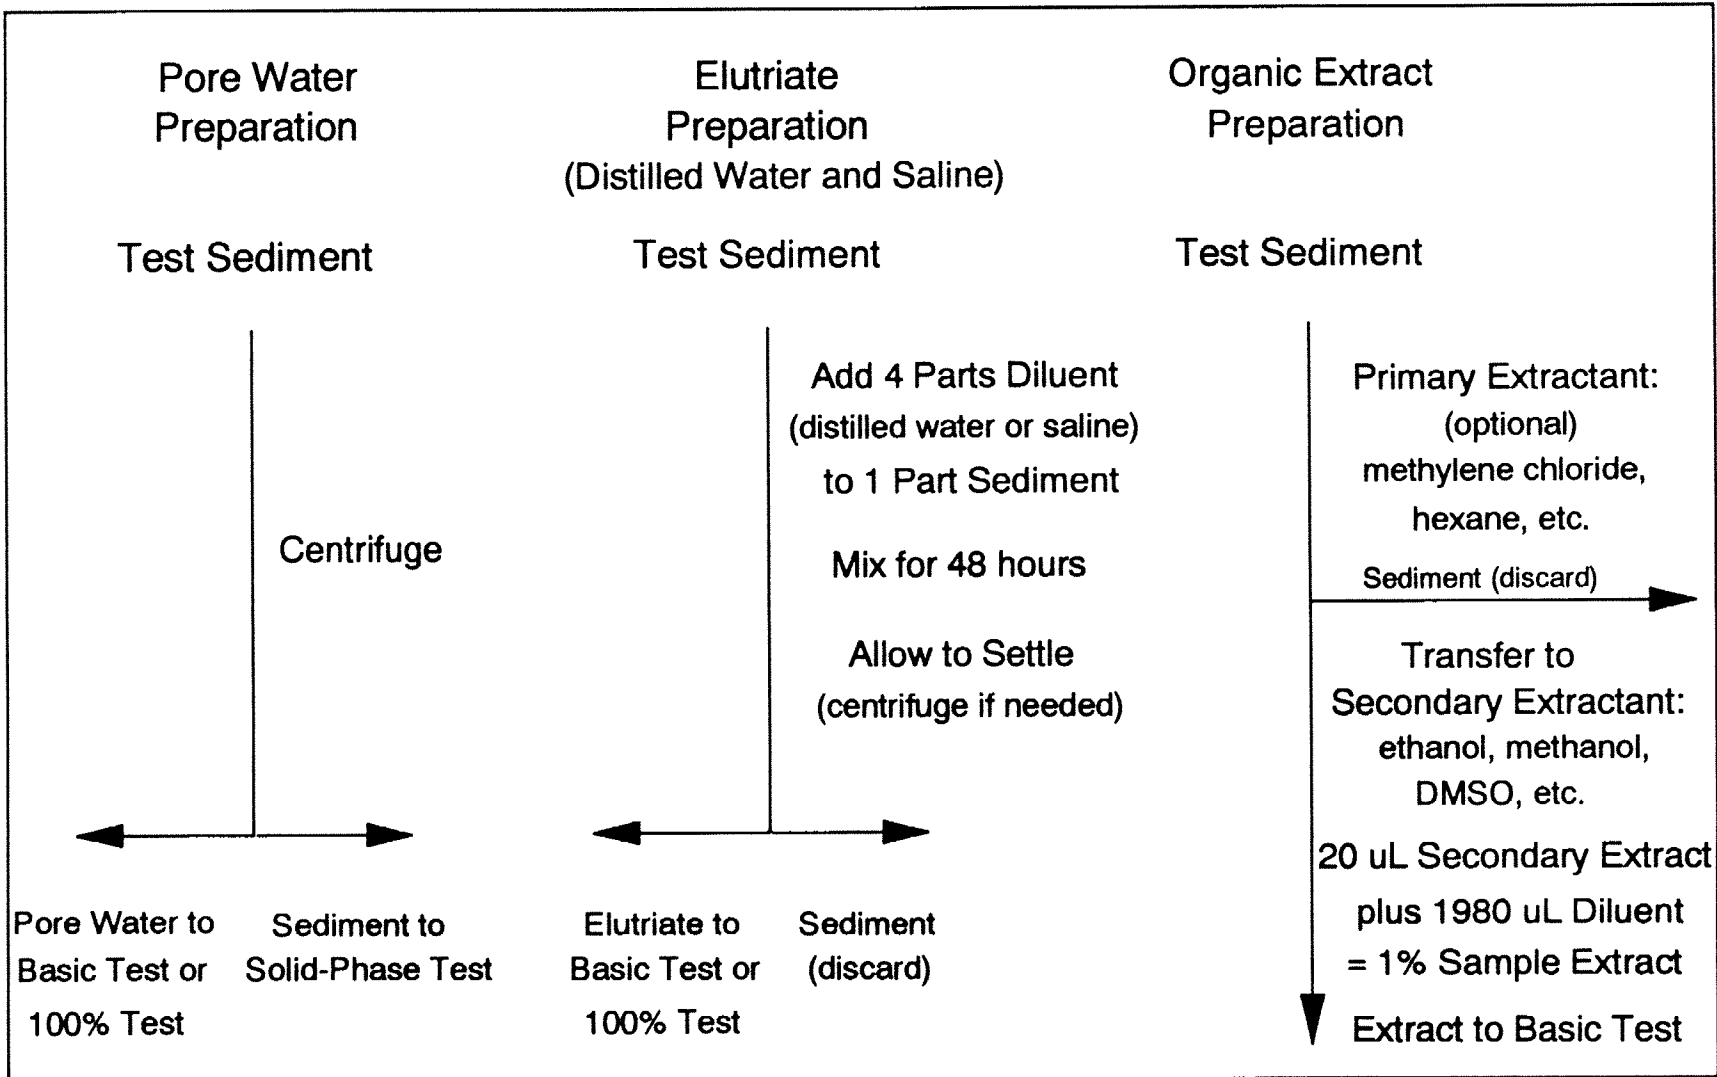 Pore Water
Preparation
Test Sediment
Centrifuge
Pore Water to
Basic Test or
100% Test
Sediment to
Solid-Phase Test
Elutriate
Preparation
(Distilled Water and Saline)
Test Sediment
Add 4 Parts Diluent
(distilled water or saline)
to 1 Part Sediment
Mix for 48 hours
Allow to Settle
(centrifuge if needed)
Elutriate to
Basic Test or
100% Test
Sediment
(discard)
Organic Extract
Preparation
Test Sediment
Primary Extractant:
(optional)
methylene chloride,
hexane, etc.
Sediment (discard)
Transfer to
Secondary Extractant:
ethanol, methanol,
DMSO, etc.
20 uL Secondary Extract
plus 1980 uL Diluent
= 1% Sample Extract
Extract to Basic Test